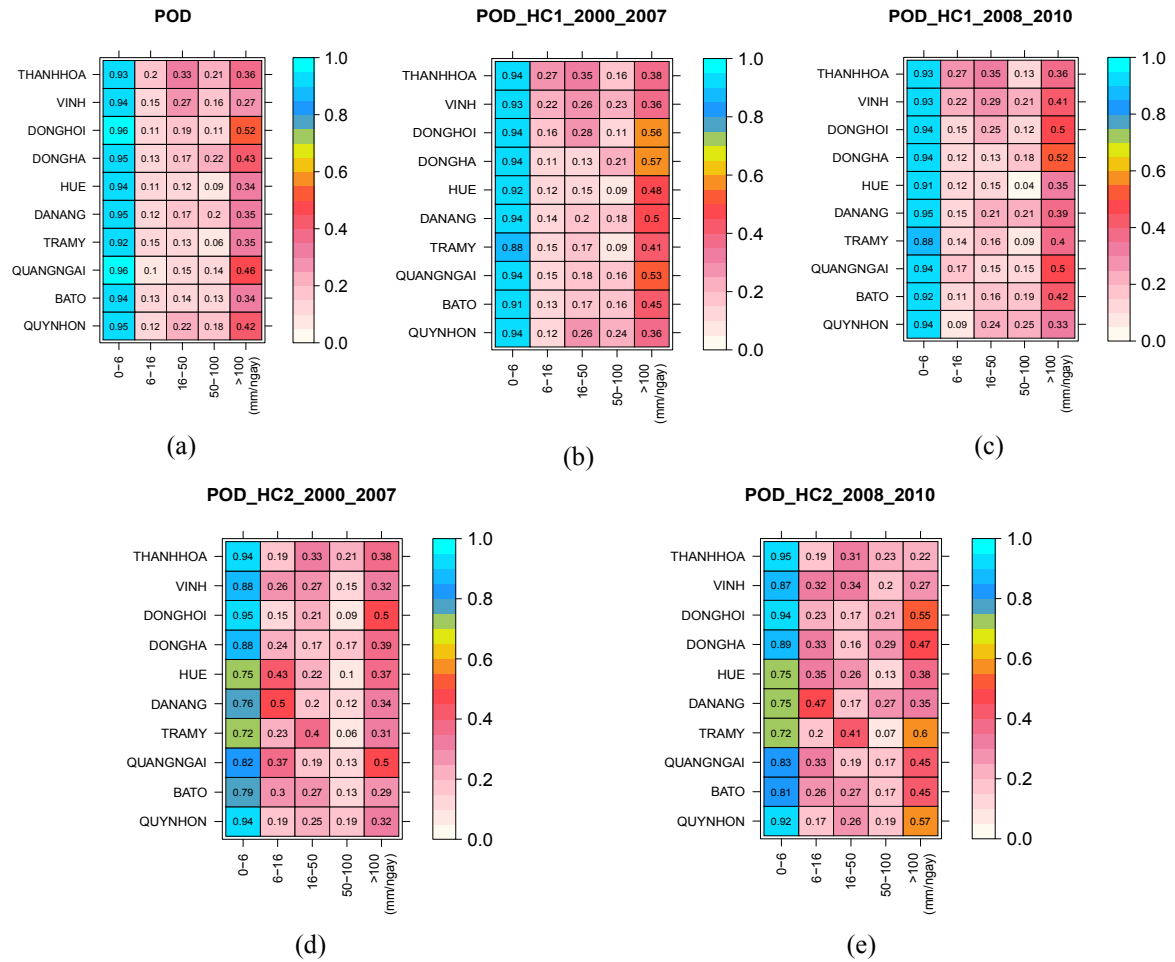 POD
THANHHOA 0.93 0.2 0.33 0.21 0.36
VINH 0.94 0.15 0.27 0.16 0.27
DONGHOI 0.96 0.11 0.19 0.11 0.52
DONGHA 0.95 0.13 0.17 0.22 0.43
HUE 0.94 0.11 0.12 0.09 0.34
DANANG 0.95 0.12 0.17 0.2 0.35
TRAMY 0.92 0.15 0.13 0.06 0.35
QUANGNGAI 0.96 0.1 0.15 0.14 0.46
BATO 0.94 0.13 0.14 0.13 0.34
QUYNHON 0.95 0.12 0.22 0.18 0.42
0−6 6−16 16−50 50−100 >100
(mm/ngay)
1.0
0.8
0.6
0.4
0.2
0.0
(a)
POD_HC1_2000_2007
THANHHOA 0.94 0.27 0.35 0.16 0.38
VINH 0.93 0.22 0.26 0.23 0.36
DONGHOI 0.94 0.16 0.28 0.11 0.56
DONGHA 0.94 0.11 0.13 0.21 0.57
HUE 0.92 0.12 0.15 0.09 0.48
DANANG 0.94 0.14 0.2 0.18 0.5
TRAMY 0.88 0.15 0.17 0.09 0.41
QUANGNGAI 0.94 0.15 0.18 0.16 0.53
BATO 0.91 0.13 0.17 0.16 0.45
QUYNHON 0.94 0.12 0.26 0.24 0.36
0−6 6−16 16−50 50−100 >100
(mm/ngay)
1.0
0.8
0.6
0.4
0.2
0.0
(b)
POD_HC1_2008_2010
THANHHOA 0.93 0.27 0.35 0.13 0.36
VINH 0.93 0.22 0.29 0.21 0.41
DONGHOI 0.94 0.15 0.25 0.12 0.5
DONGHA 0.94 0.12 0.13 0.18 0.52
HUE 0.91 0.12 0.15 0.04 0.35
DANANG 0.95 0.15 0.21 0.21 0.39
TRAMY 0.88 0.14 0.16 0.09 0.4
QUANGNGAI 0.94 0.17 0.15 0.15 0.5
BATO 0.92 0.11 0.16 0.19 0.42
QUYNHON 0.94 0.09 0.24 0.25 0.33
0−6 6−16 16−50 50−100 >100
(mm/ngay)
1.0
0.8
0.6
0.4
0.2
0.0
(c)
POD_HC2_2000_2007
THANHHOA 0.94 0.19 0.33 0.21 0.38
VINH 0.88 0.26 0.27 0.15 0.32
DONGHOI 0.95 0.15 0.21 0.09 0.5
DONGHA 0.88 0.24 0.17 0.17 0.39
HUE 0.75 0.43 0.22 0.1 0.37
DANANG 0.76 0.5 0.2 0.12 0.34
TRAMY 0.72 0.23 0.4 0.06 0.31
QUANGNGAI 0.82 0.37 0.19 0.13 0.5
BATO 0.79 0.3 0.27 0.13 0.29
QUYNHON 0.94 0.19 0.25 0.19 0.32
0−6 6−16 16−50 50−100 >100
(mm/ngay)
1.0
0.8
0.6
0.4
0.2
0.0
(d)
POD_HC2_2008_2010
THANHHOA 0.95 0.19 0.31 0.23 0.22
VINH 0.87 0.32 0.34 0.2 0.27
DONGHOI 0.94 0.23 0.17 0.21 0.55
DONGHA 0.89 0.33 0.16 0.29 0.47
HUE 0.75 0.35 0.26 0.13 0.38
DANANG 0.75 0.47 0.17 0.27 0.35
TRAMY 0.72 0.2 0.41 0.07 0.6
QUANGNGAI 0.83 0.33 0.19 0.17 0.45
BATO 0.81 0.26 0.27 0.17 0.45
QUYNHON 0.92 0.17 0.26 0.19 0.57
0−6 6−16 16−50 50−100 >100
(mm/ngay)
1.0
0.8
0.6
0.4
0.2
0.0
(e)